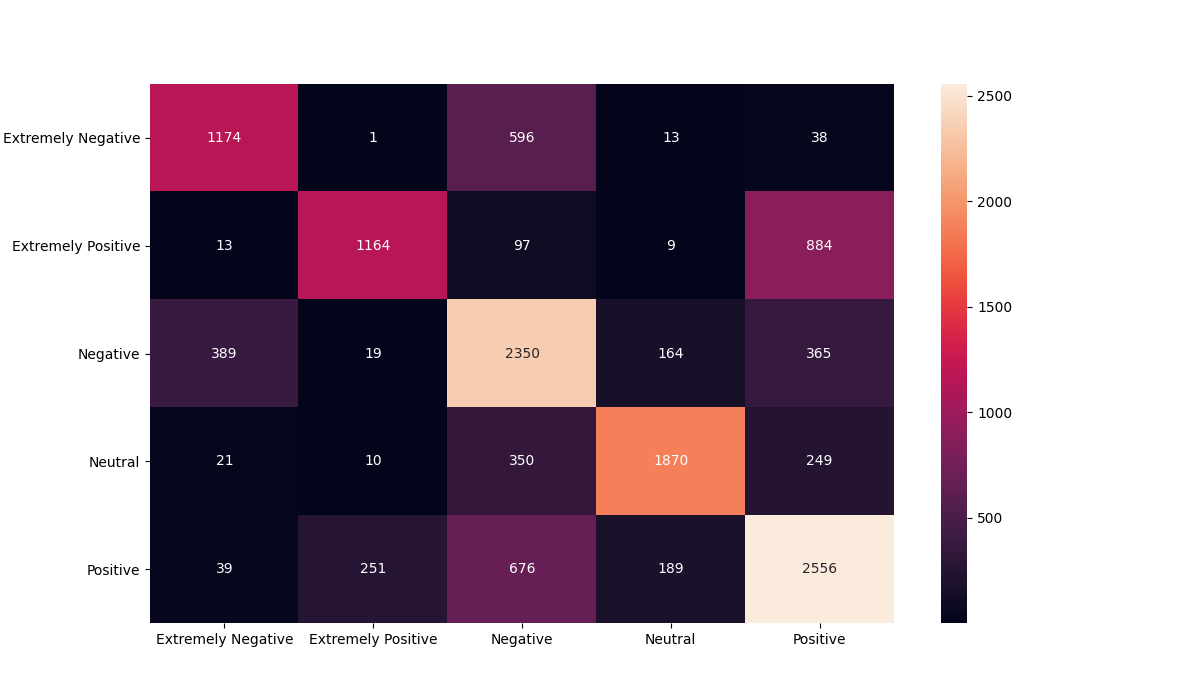 Extremely Negative 1174 1 596 13 38
Extremely Positive 13 1164 97 9 884
Negative 389 19 2350 164 365
Neutral 21 10 350 1870 249
Positive 39 251 676 189 2556
Extremely Negative Extremely Positive Negative Neutral Positive
2500
2000
1500
1000
500